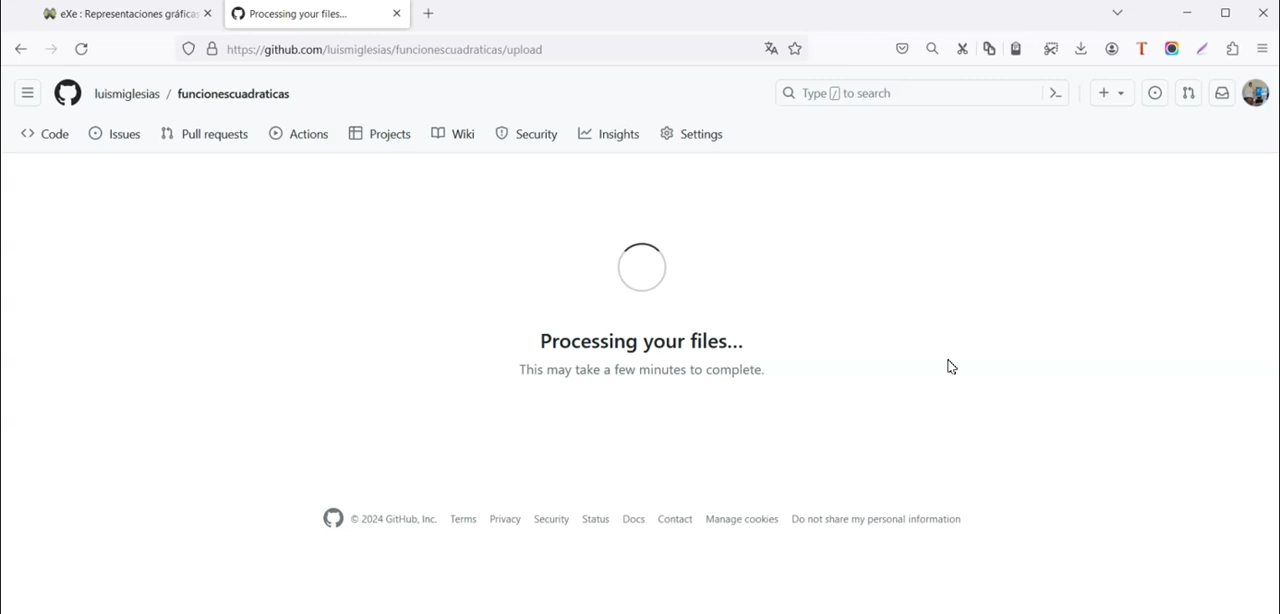 eXe : Representaciones gráficas
Processing your files...
https://github.com/luismiglesias/funcionescuadraticas/upload
luismiglesias / funcionescuadraticas
Type / to search
Code Issues Pull requests Actions Projects Wiki Security Insights Settings
Processing your files...
This may take a few minutes to complete.
© 2024 GitHub, Inc. Terms Privacy Security Status Docs Contact Manage cookies Do not share my personal information